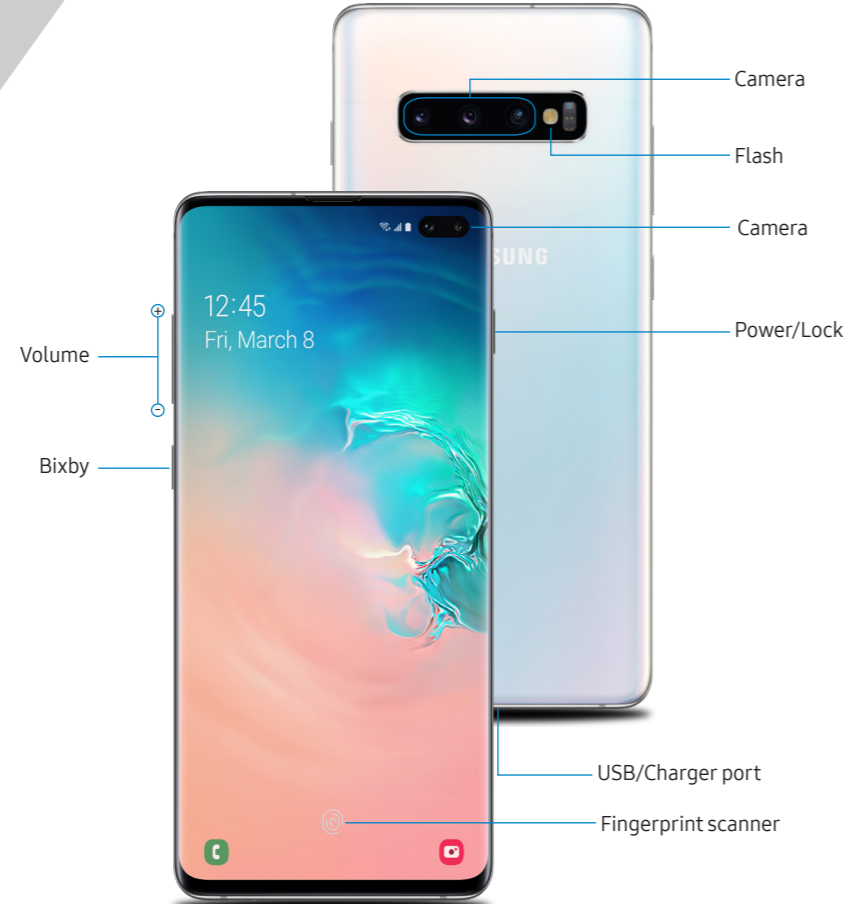 Camera
Flash
Camera
SUNG
12:45
Fri, March 8
Power/Lock
Volume
Bixby
USB/Charger port
Fingerprint scanner